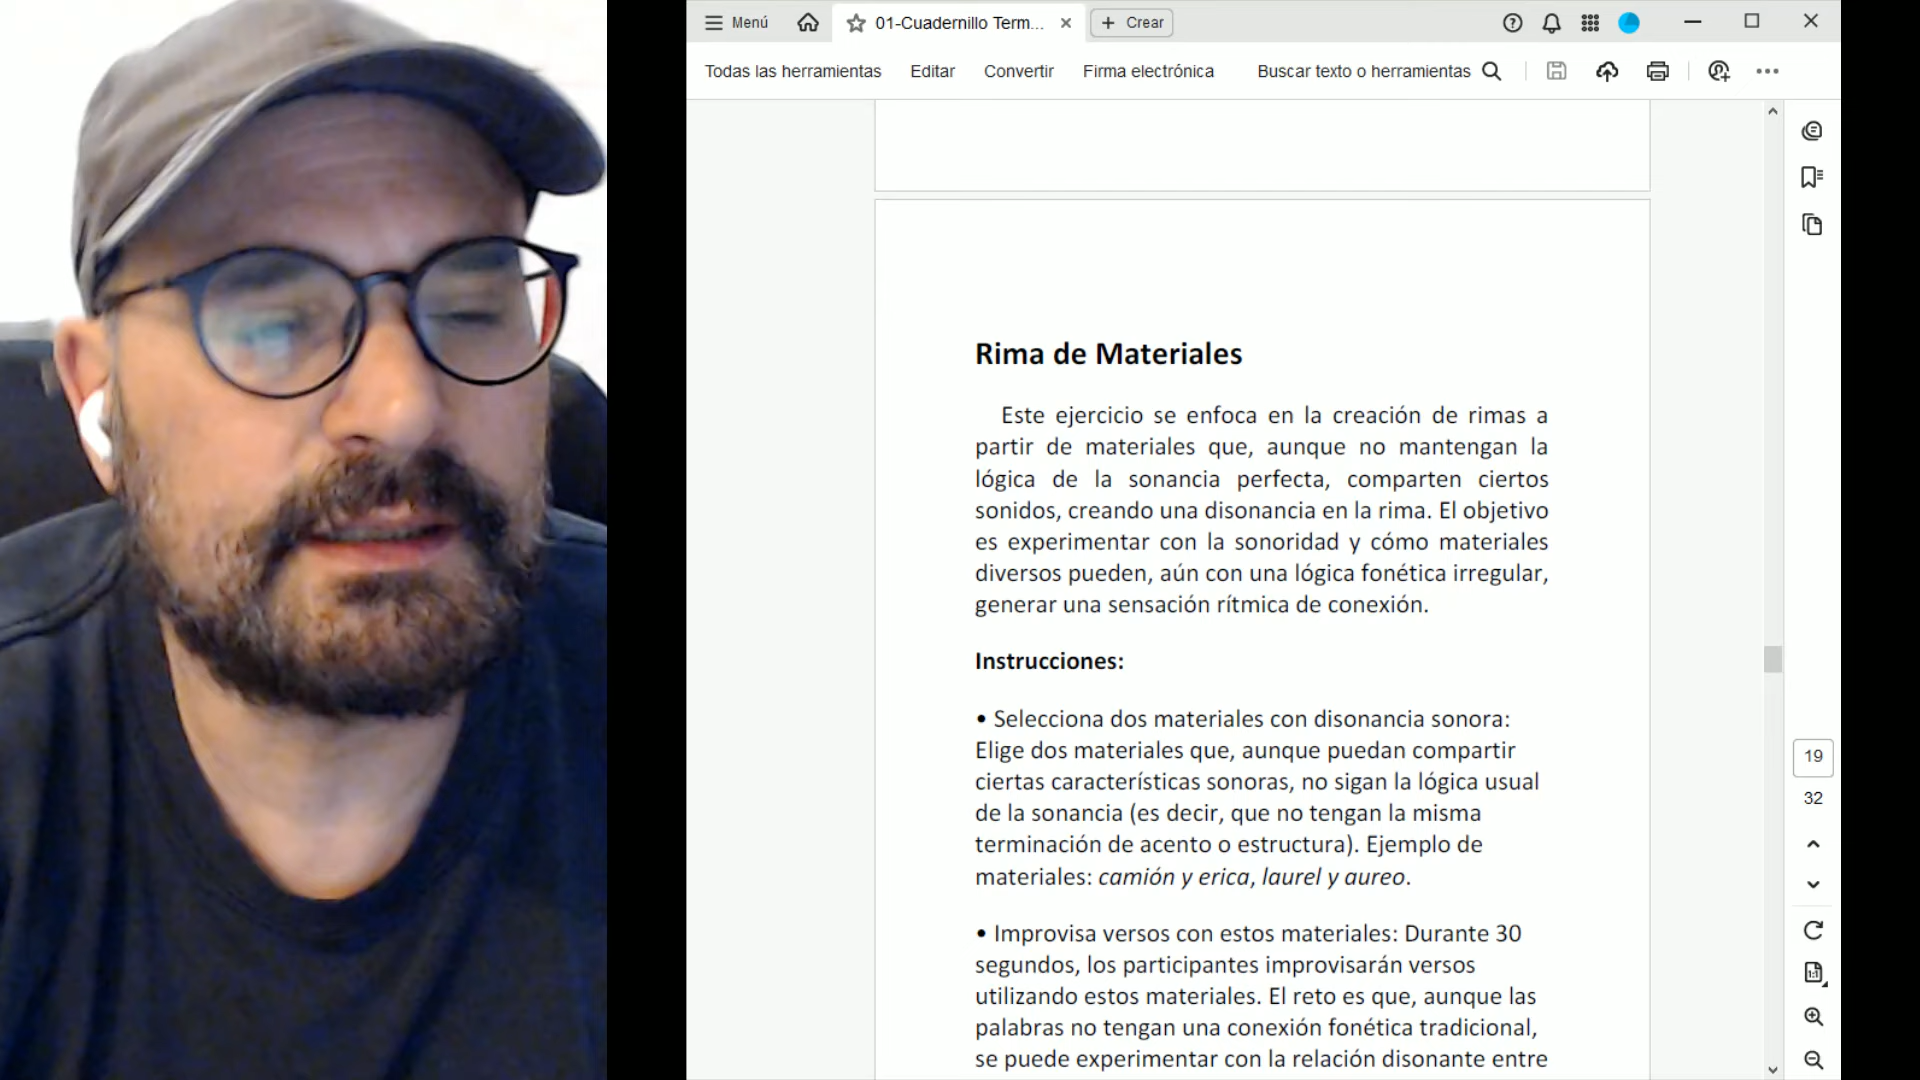 Menú
01-Cuadernillo Term...
Crear
Todas las herramientas
Editar
Convertir
Firma electrónica
Buscar texto o herramientas
Rima de Materiales
Este ejercicio se enfoca en la creación de rimas a
partir de materiales que, aunque no mantengan la
lógica de la sonancia perfecta, comparten ciertos
sonidos, creando una disonancia en la rima. El objetivo
es experimentar con la sonoridad y cómo materiales
diversos pueden, aún con una lógica fonética irregular,
generar una sensación rítmica de conexión.
Instrucciones:
• Selecciona dos materiales con disonancia sonora:
Elige dos materiales que, aunque puedan compartir
ciertas características sonoras, no sigan la lógica usual
de la sonancia (es decir, que no tengan la misma
terminación de acento o estructura). Ejemplo de
materiales: camión y erica, laurel y aureo.
• Improvisa versos con estos materiales: Durante 30
segundos, los participantes improvisarán versos
utilizando estos materiales. El reto es que, aunque las
palabras no tengan una conexión fonética tradicional,
se puede experimentar con la relación disonante entre
19
32
1:1